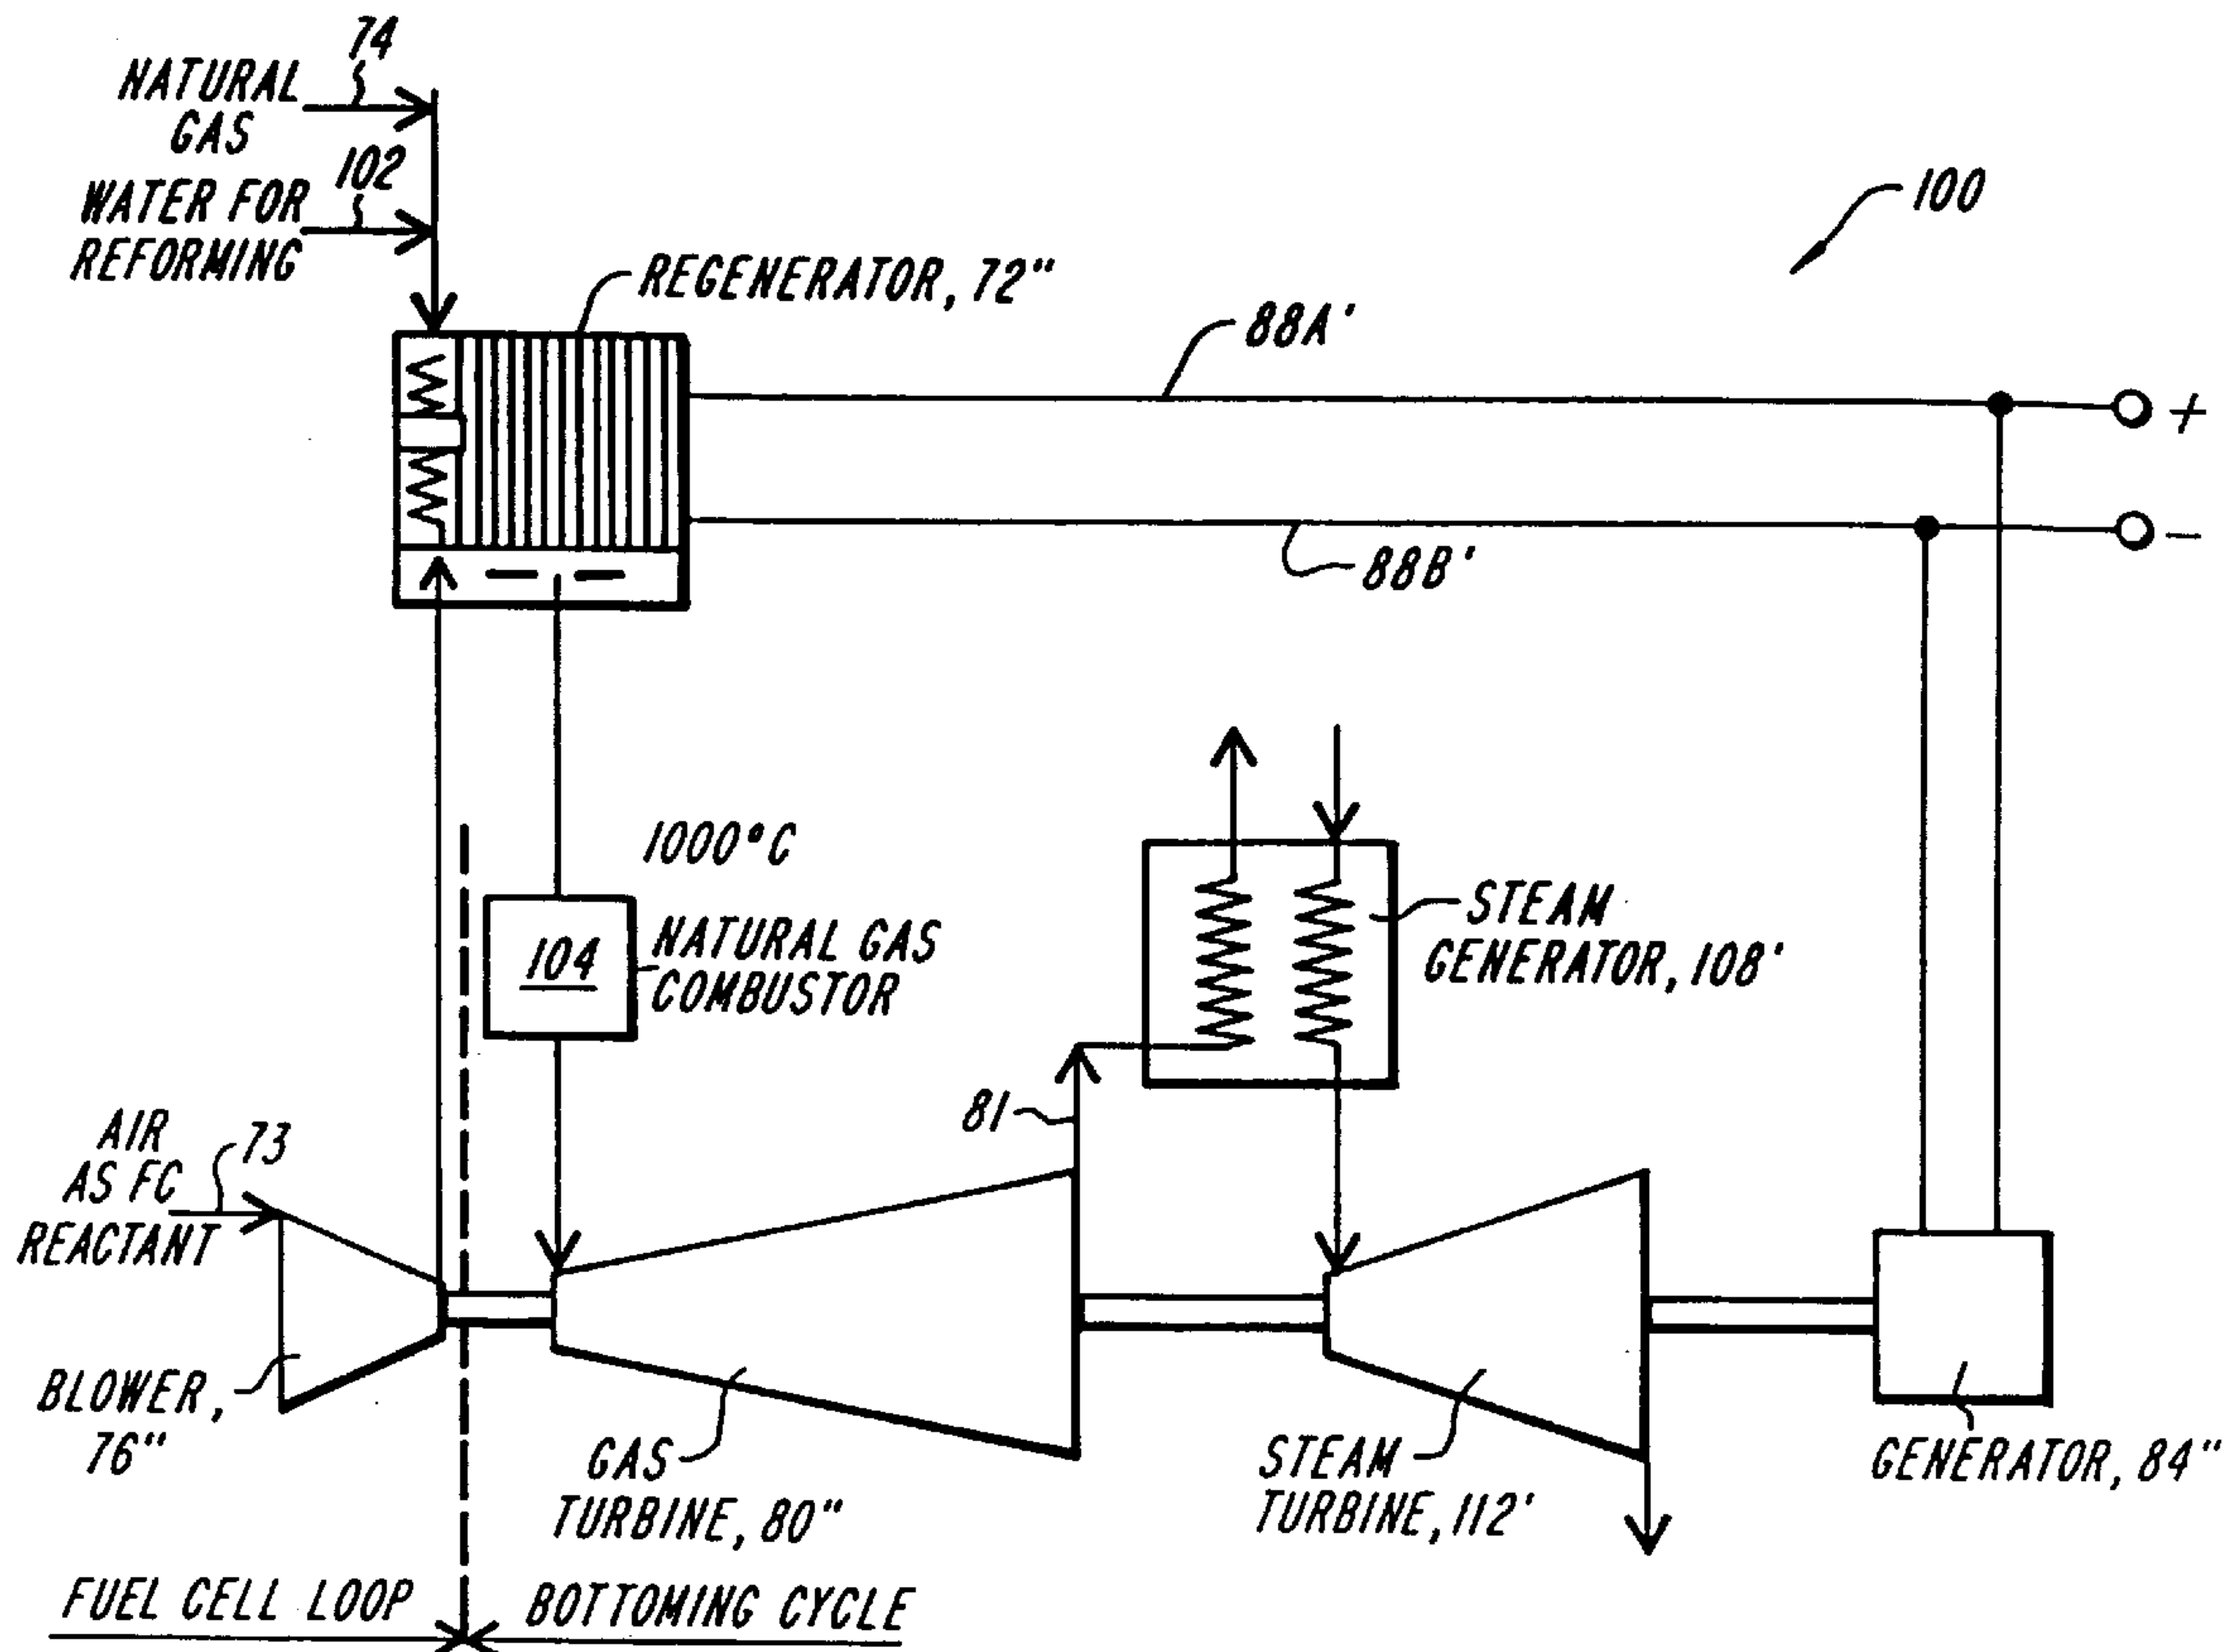 74
NATURAL
GAS
102
WATER FOR
REFORMING
100
REGENERATOR, 72"
88A'
+
88B'
-
1000°C
104
NATURAL GAS
COMBUSTOR
STEAM
GENERATOR, 108'
81
AIR
AS FC
REACTANT
73
BLOWER,
76"
GAS
TURBINE, 80"
STEAM
TURBINE, 112'
GENERATOR, 84"
FUEL CELL LOOP
BOTTOMING CYCLE